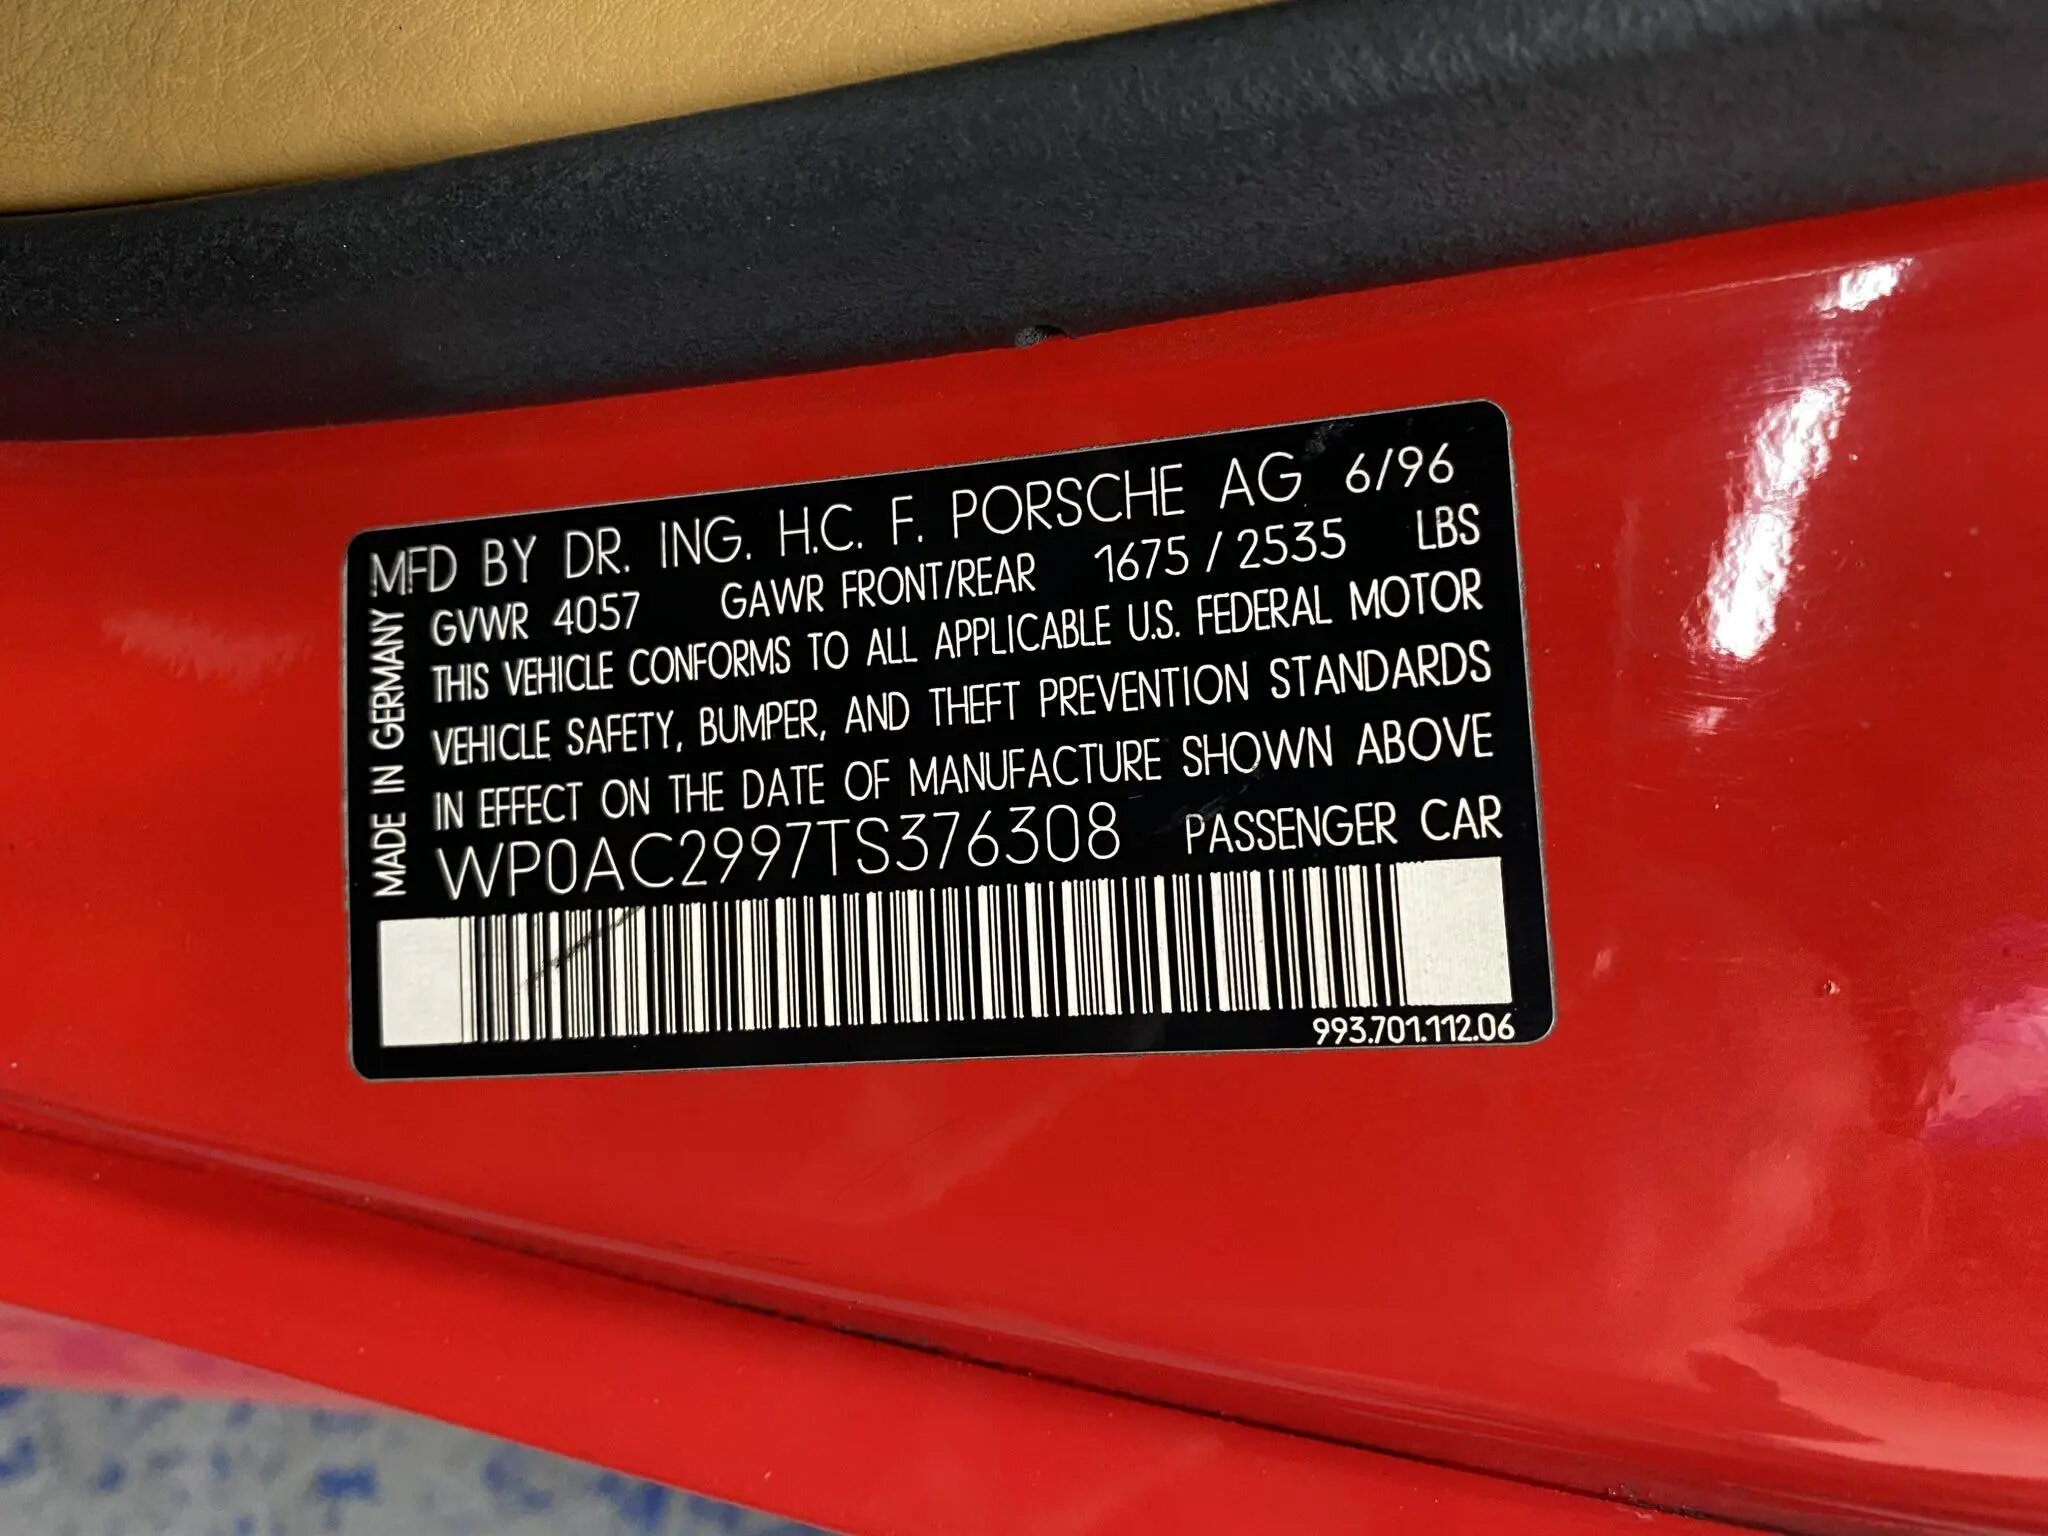 MFD BY DR. ING. H.C. F. PORSCHE AG 6/96
GVWR 4057 GAWR FRONT/REAR 1675 / 2535 LBS
THIS VEHICLE CONFORMS TO ALL APPLICABLE U.S. FEDERAL MOTOR
VEHICLE SAFETY, BUMPER, AND THEFT PREVENTION STANDARDS
IN EFFECT ON THE DATE OF MANUFACTURE SHOWN ABOVE
WP0AC2997TS376308 PASSENGER CAR
MADE IN GERMANY
993.701.112.06